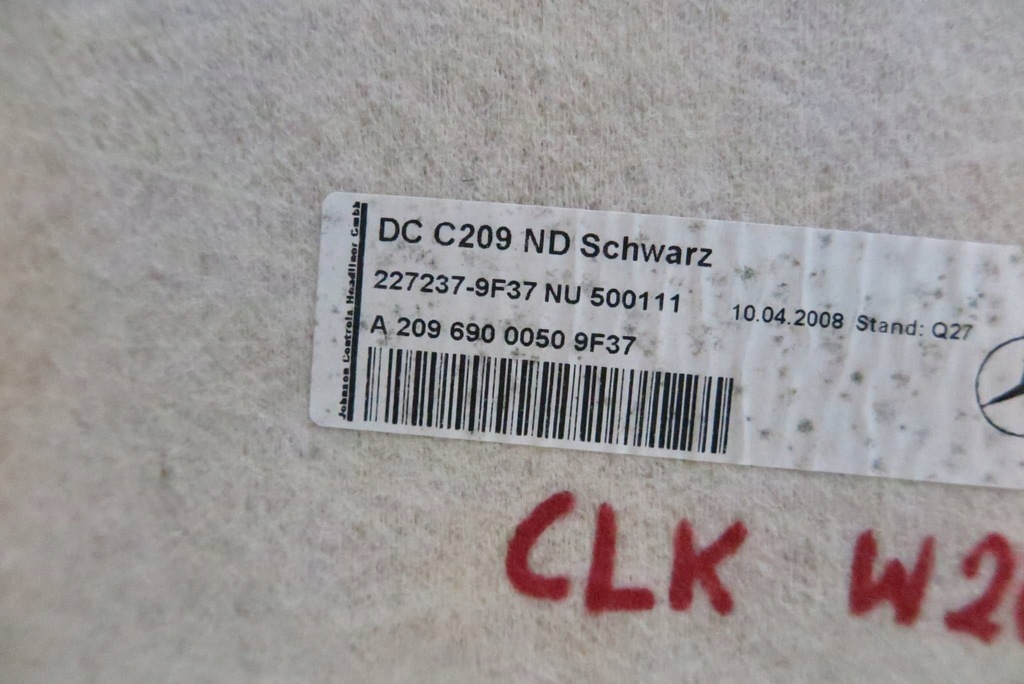 Johnson Controls Headliner GmbH
DC C209 ND Schwarz
227237-9F37 NU 500111
10.04.2008 Stand: Q27
A 209 690 0050 9F37
CLK W20